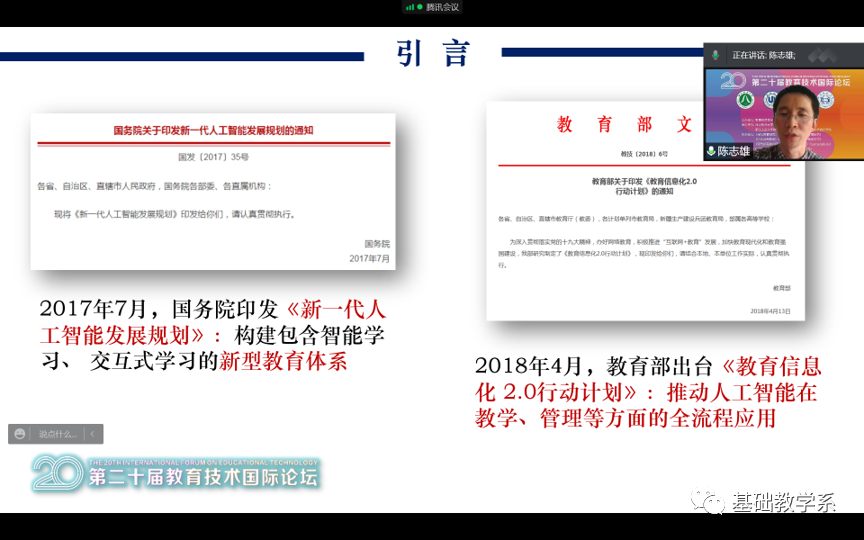 腾讯会议
引 言
正在讲话: 陈志雄;
第二十届教育技术国际论坛
陈志雄
国务院关于印发新一代人工智能发展规划的通知
国发〔2017〕35号
各省、自治区、直辖市人民政府，国务院各部委、各直属机构：
现将《新一代人工智能发展规划》印发给你们，请认真贯彻执行。
国务院
2017年7月
2017年7月，国务院印发《新一代人
工智能发展规划》：构建包含智能学
习、 交互式学习的新型教育体系
教 育 部 文
教技〔2018〕6号
教育部关于印发《教育信息化2.0
行动计划》的通知
各省、自治区、直辖市教育厅（教委），各计划单列市教育局，新疆生产建设兵团教育局，部属各高等学校：
为深入贯彻落实党的十九大精神，办好网络教育，积极推进“互联网+教育”发展，加快教育现代化和教育强
国建设，我部研究制定了《教育信息化2.0行动计划》，现印发给你们，请结合本地、本单位工作实际，认真贯彻执
行。
教育部
2018年4月13日
2018年4月，教育部出台《教育信息
化 2.0行动计划》：推动人工智能在
教学、管理等方面的全流程应用
说点什么...
20
THE 20TH INTERNATIONAL FORUM ON EDUCATIONAL TECHNOLOGY
第二十届教育技术国际论坛
基础教学系